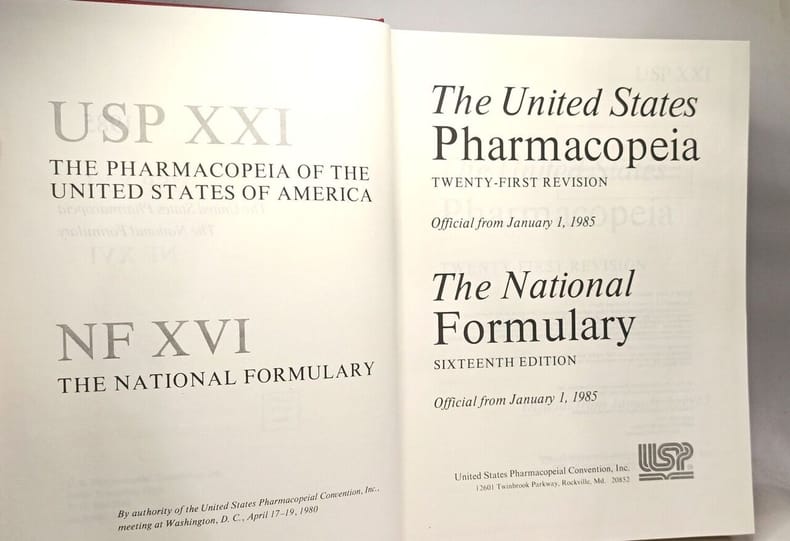 USP XXI
THE PHARMACOPEIA OF THE
UNITED STATES OF AMERICA
NF XVI
THE NATIONAL FORMULARY
By authority of the United States Pharmacopeial Convention, Inc.,
meeting at Washington, D. C., April 17–19, 1980
The United States
Pharmacopeia
TWENTY-FIRST REVISION
Official from January 1, 1985
The National
Formulary
SIXTEENTH EDITION
Official from January 1, 1985
United States Pharmacopeial Convention, Inc.
12601 Twinbrook Parkway, Rockville, Md. 20852
USP®